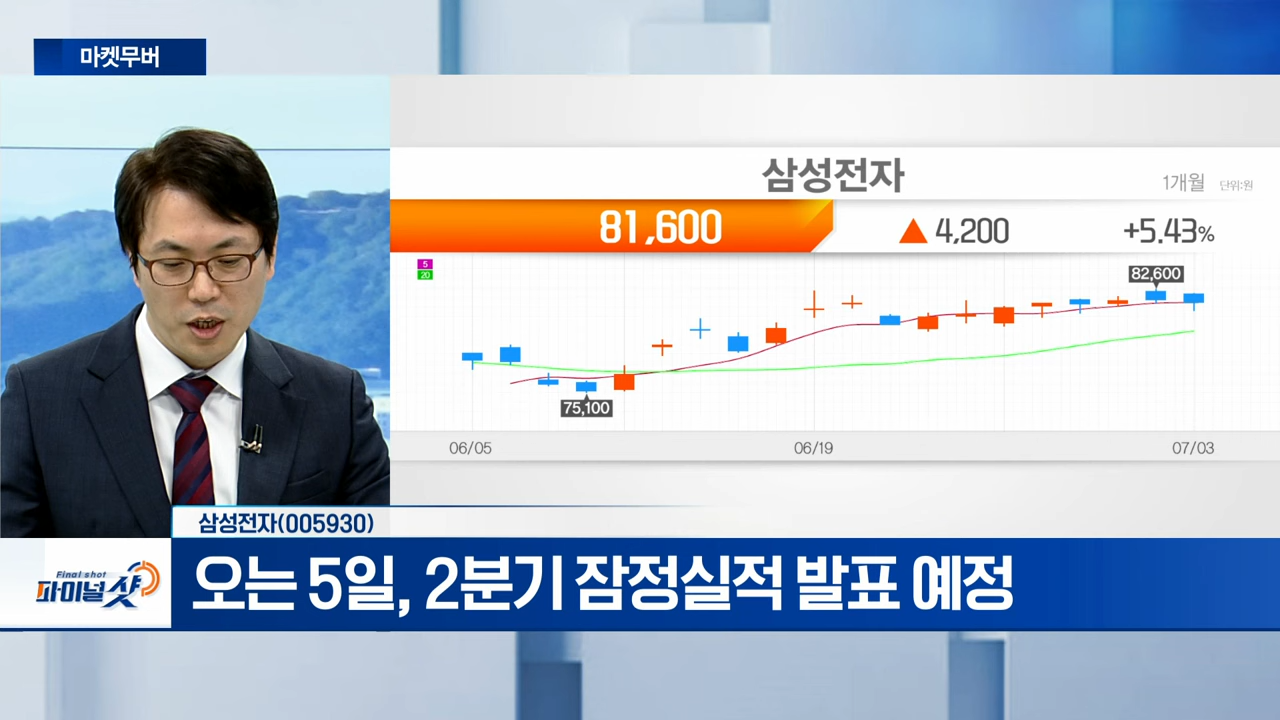 마켓무버
삼성전자
1개월 단위:원
81,600 ▲ 4,200 +5.43%
5
20
82,600
75,100
06/05 06/19 07/03
삼성전자(005930)
Final shot
파이널샷
오는 5일, 2분기 잠정실적 발표 예정